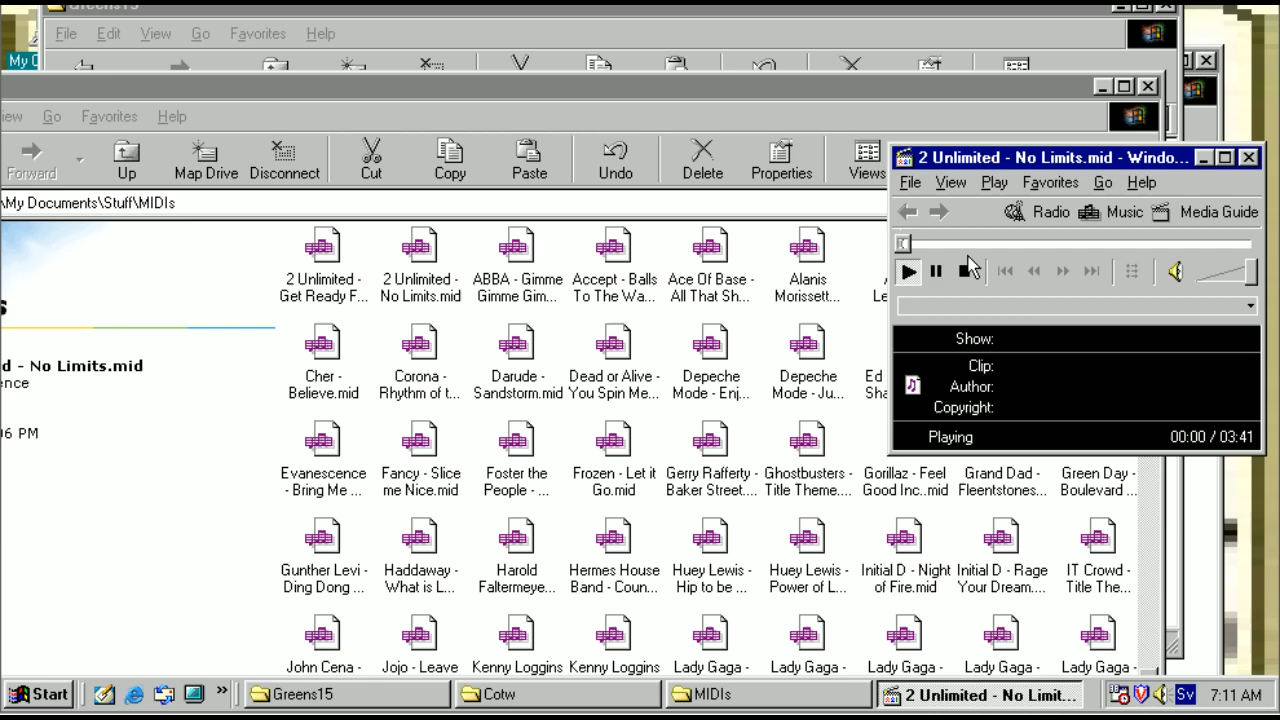 Greens15
File Edit View Go Favorites Help
My C
iew Go Favorites Help
Forward Up Map Drive Disconnect Cut Copy Paste Undo Delete Properties Views
\My Documents\Stuff\MIDIs
2 Unlimited - No Limits.mid - Windo...
File View Play Favorites Go Help
Radio Music Media Guide
Show:
Clip:
Author:
Copyright:
Playing 00:00 / 03:41
s
d - No Limits.mid
ence
06 PM
2 Unlimited - 2 Unlimited - ABBA - Gimme Accept - Balls Ace Of Base - Alanis
Get Ready F... No Limits.mid Gimme Gim... To The Wa... All That Sh... Morissett... Le
Cher - Corona - Darude - Dead or Alive - Depeche Depeche Ed
Believe.mid Rhythm of t... Sandstorm.mid You Spin Me... Mode - Enj... Mode - Ju... Sha
Evanescence Fancy - Slice Foster the Frozen - Let it Gerry Rafferty - Ghostbusters - Gorillaz - Feel Grand Dad - Green Day -
- Bring Me ... me Nice.mid People - ... Go.mid Baker Street.... Title Theme.... Good Inc..mid Fleentstones... Boulevard ...
Gunther Levi - Haddaway - Harold Hermes House Huey Lewis - Huey Lewis - Initial D - Night Initial D - Rage IT Crowd -
Ding Dong ... What is L... Faltermeye... Band - Coun... Hip to be ... Power of L... of Fire.mid Your Dream.... Title The...
John Cena - Jojo - Leave Kenny Loggins Kenny Loggins Lady Gaga - Lady Gaga - Lady Gaga - Lady Gaga - Lady Gaga -
Start » Greens15 Cotw MIDIs 2 Unlimited - No Limit... Sv 7:11 AM